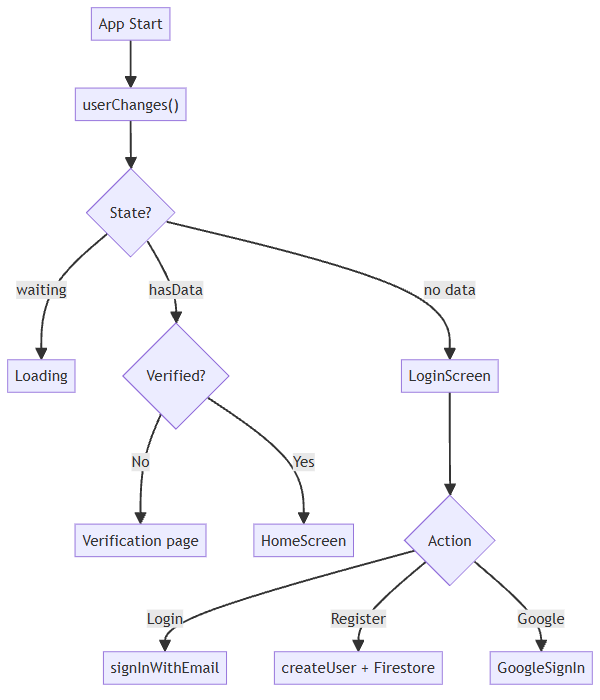 App Start
userChanges()
State?
waiting
hasData
no data
Loading
Verified?
LoginScreen
No
Yes
Verification page
HomeScreen
Action
Login
Register
Google
signInWithEmail
createUser + Firestore
GoogleSignIn